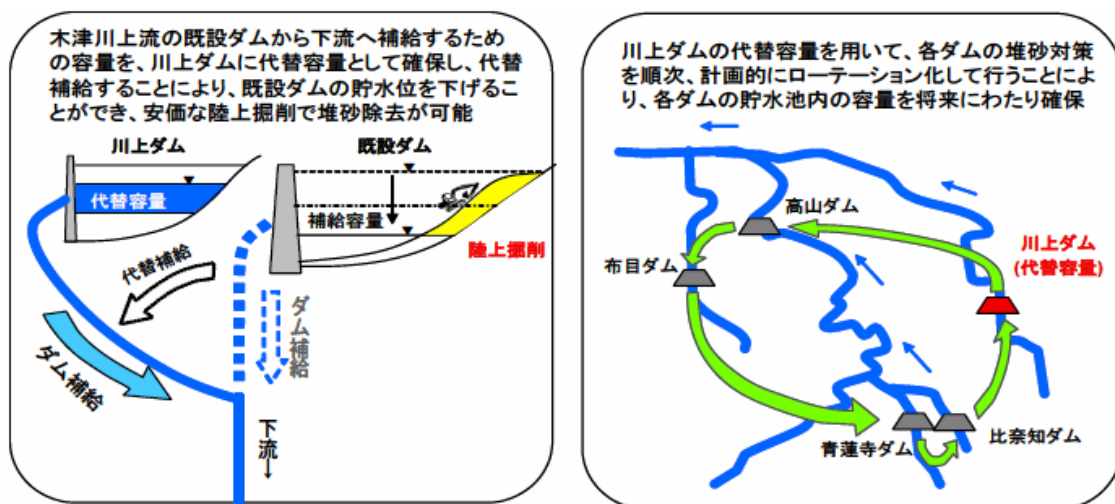 木津川上流の既設ダムから下流へ補給するため
の容量を、川上ダムに代替容量として確保し、代替
補給することにより、既設ダムの貯水位を下げるこ
とができ、安価な陸上掘削で堆砂除去が可能
川上ダム
既設ダム
代替容量
補給容量
陸上掘削
代替補給
ダム補給
ダム補給
下流→
川上ダムの代替容量を用いて、各ダムの堆砂対策
を順次、計画的にローテーション化して行うことによ
り、各ダムの貯水池内の容量を将来にわたり確保
高山ダム
川上ダム
(代替容量)
布目ダム
青蓮寺ダム
比奈知ダム